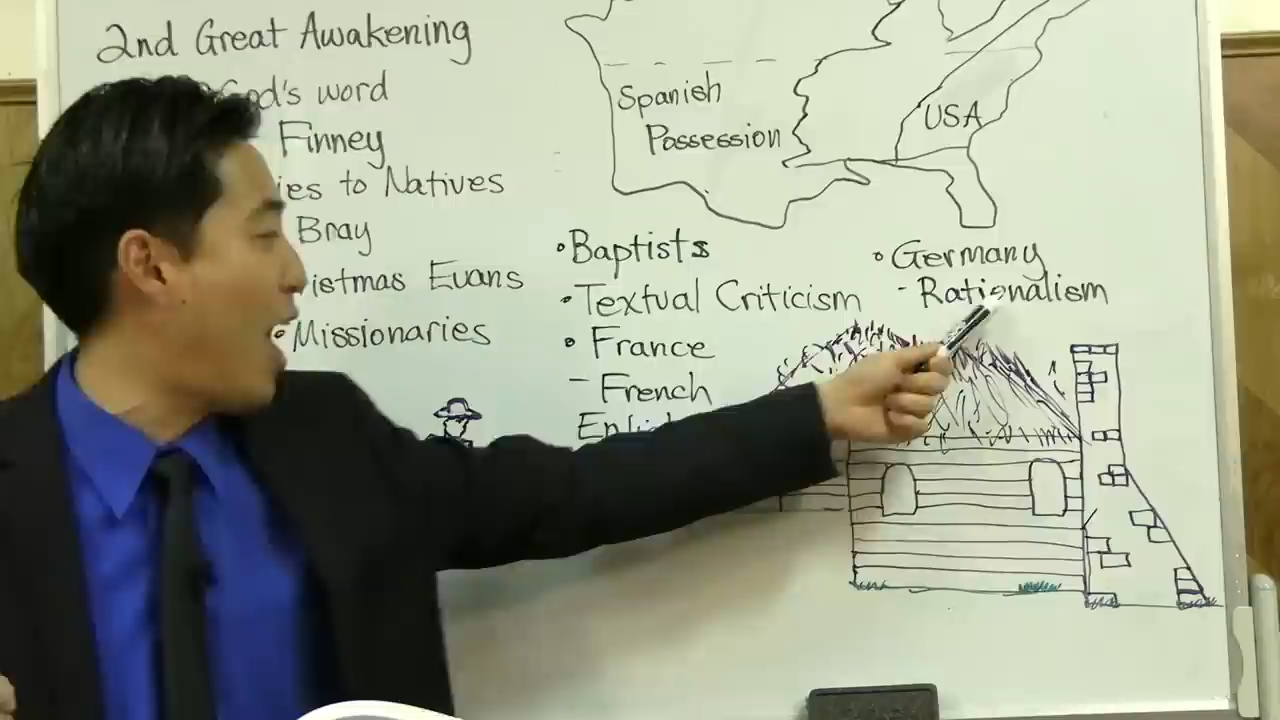 2nd Great Awakening
God's word
Finney
to Natives
Bray
Evans
•Missionaries
Spanish
Possession
USA
•Baptists
•Textual Criticism
• France
- French
•Germany
- Rationalism